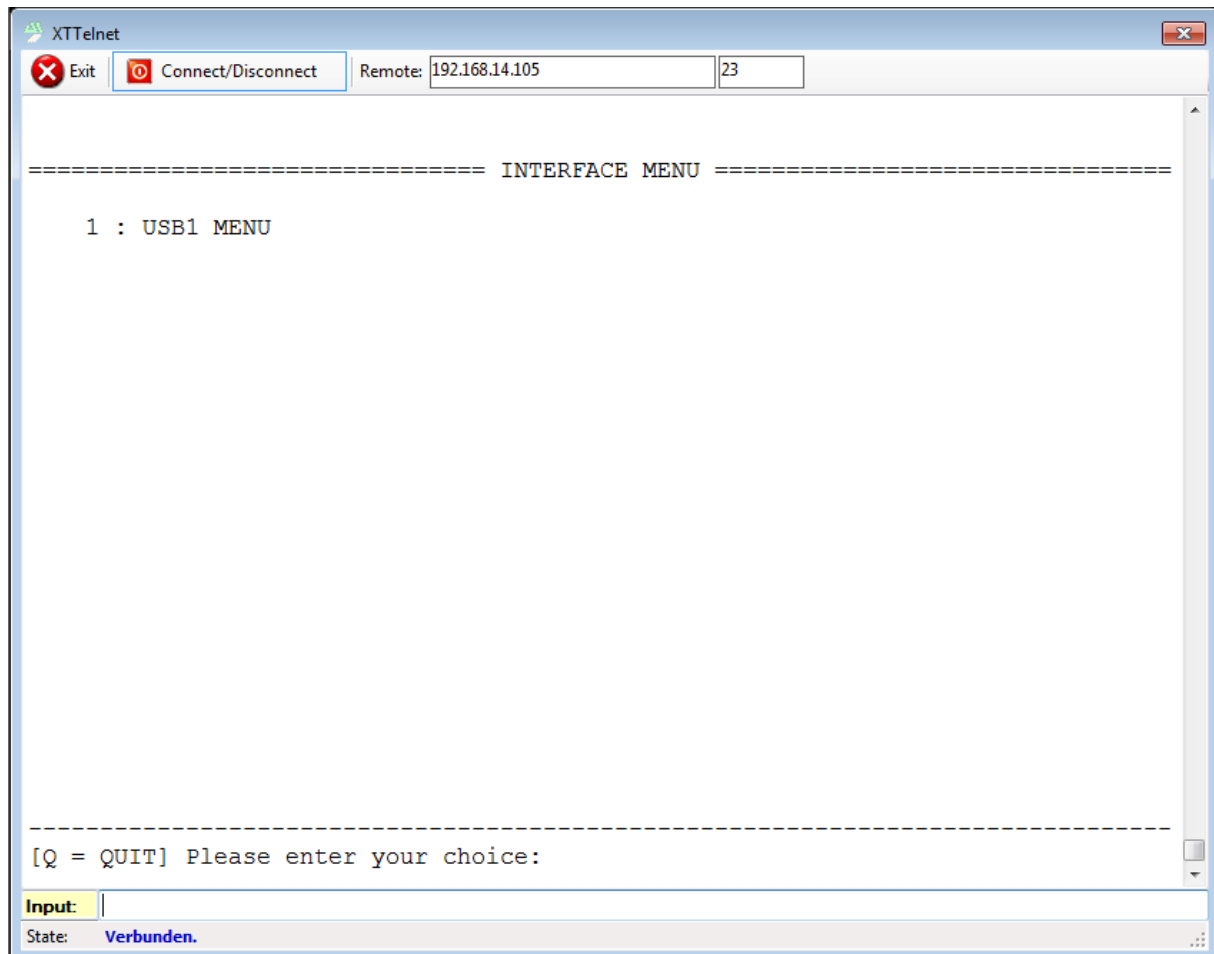 XTTelnet
Exit Connect/Disconnect Remote: 192.168.14.105 23
================================ INTERFACE MENU ================================
1 : USB1 MENU
--------------------------------------------------------------------------------
[Q = QUIT] Please enter your choice:
Input:
State: Verbunden.